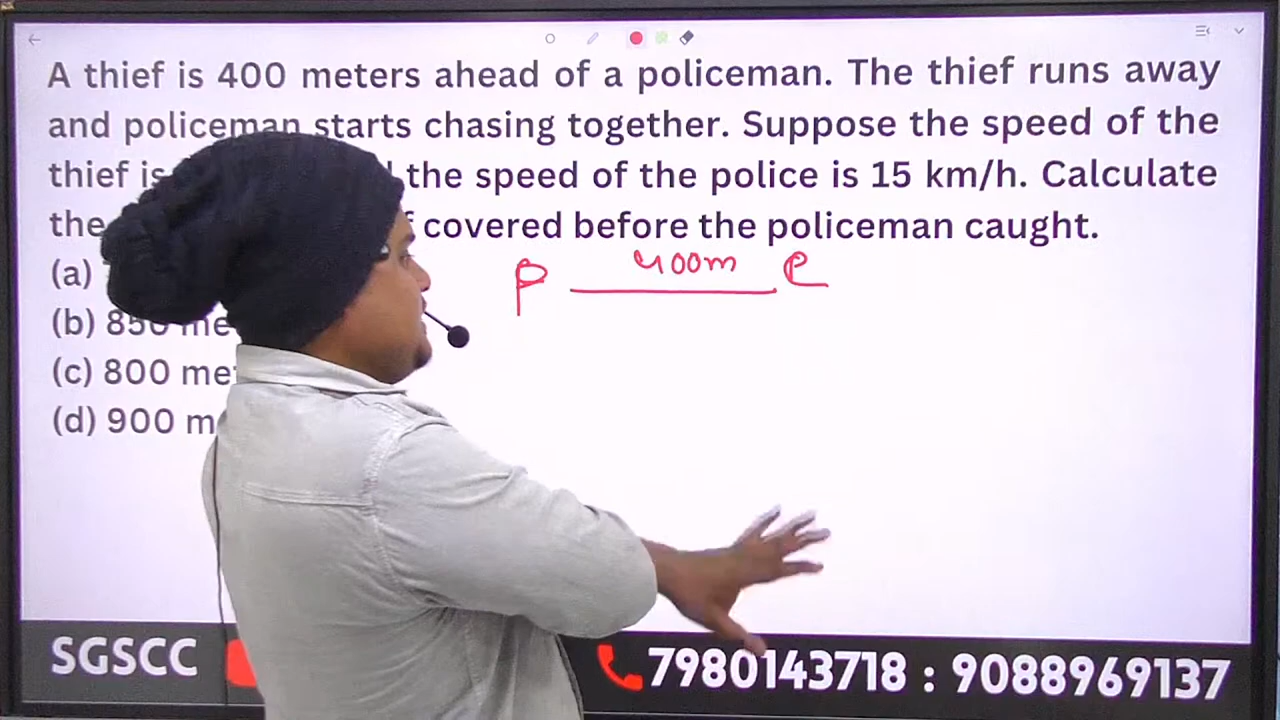 A thief is 400 meters ahead of a policeman. The thief runs away
and policeman starts chasing together. Suppose the speed of the
thief is the speed of the police is 15 km/h. Calculate
the covered before the policeman caught.
P 400m
(a)
(b) 850 me
(c) 800 me
(d) 900 m
SGSCC 7980143718 : 9088969137